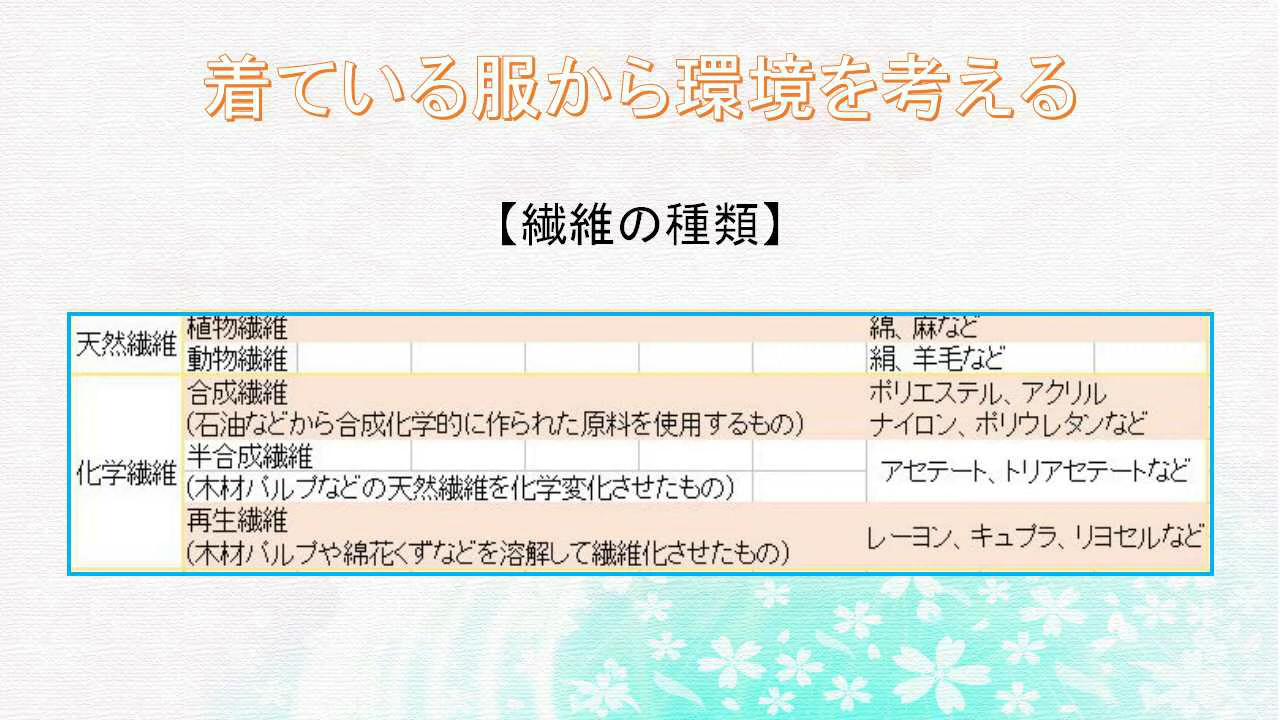 着ている服から環境を考える
【繊維の種類】
天然繊維
植物繊維 綿、麻など
動物繊維 絹、羊毛など
化学繊維
合成繊維
(石油などから合成化学的に作られた原料を使用するもの)
ポリエステル、アクリル
ナイロン、ポリウレタンなど
半合成繊維
(木材パルプなどの天然繊維を化学変化させたもの)
アセテート、トリアセテートなど
再生繊維
(木材パルプや綿花くずなどを溶解して繊維化させたもの)
レーヨン、キュプラ、リヨセルなど